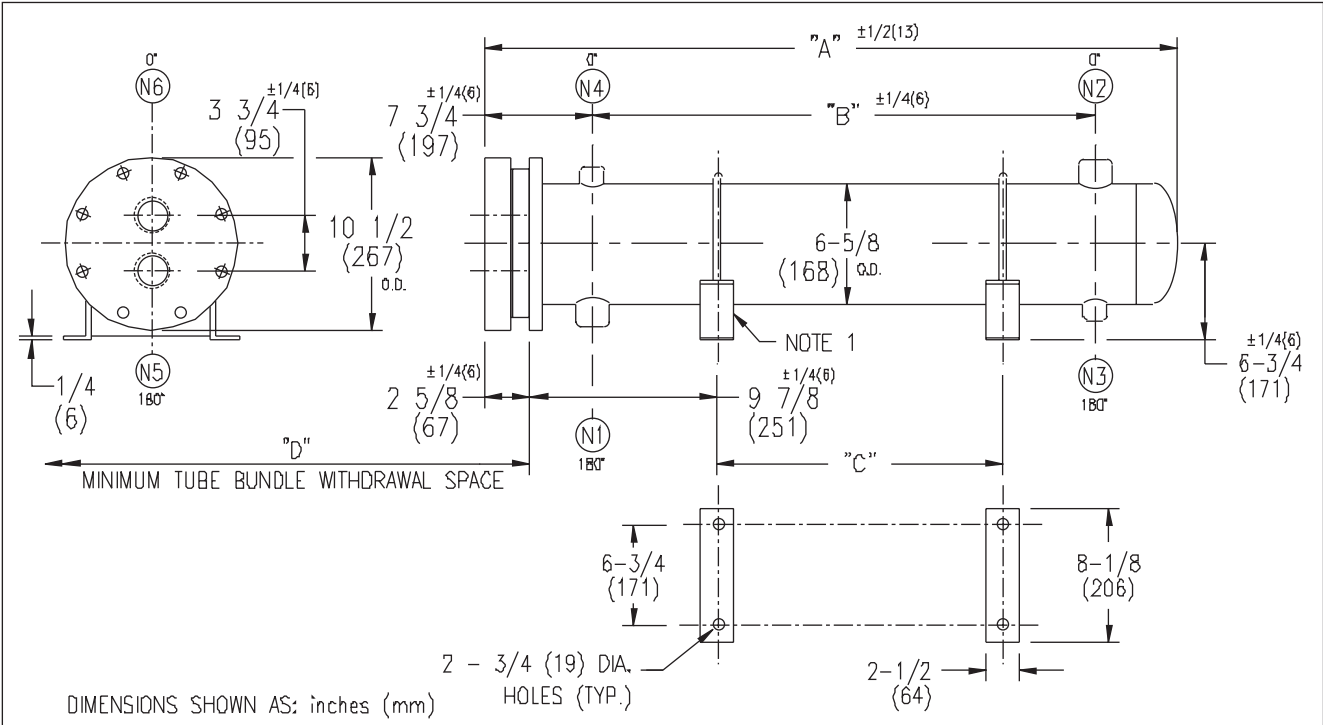 "A" ±1/2(13)
0°
N6
±1/4(6)
3 3/4
(95)
±1/4(6)
7 3/4
(197)
0°
N4
"B" ±1/4(6)
0°
N2
10 1/2
(267)
O.D.
6-5/8
(168) O.D.
NOTE 1
±1/4(6)
6-3/4
(171)
1/4
(6)
N5
180°
±1/4(6)
2 5/8
(67)
N1
180°
±1/4(6)
9 7/8
(251)
N3
180°
"D"
MINIMUM TUBE BUNDLE WITHDRAWAL SPACE
"C"
6-3/4
(171)
8-1/8
(206)
2 - 3/4 (19) DIA.
HOLES (TYP.)
2-1/2
(64)
DIMENSIONS SHOWN AS: inches (mm)